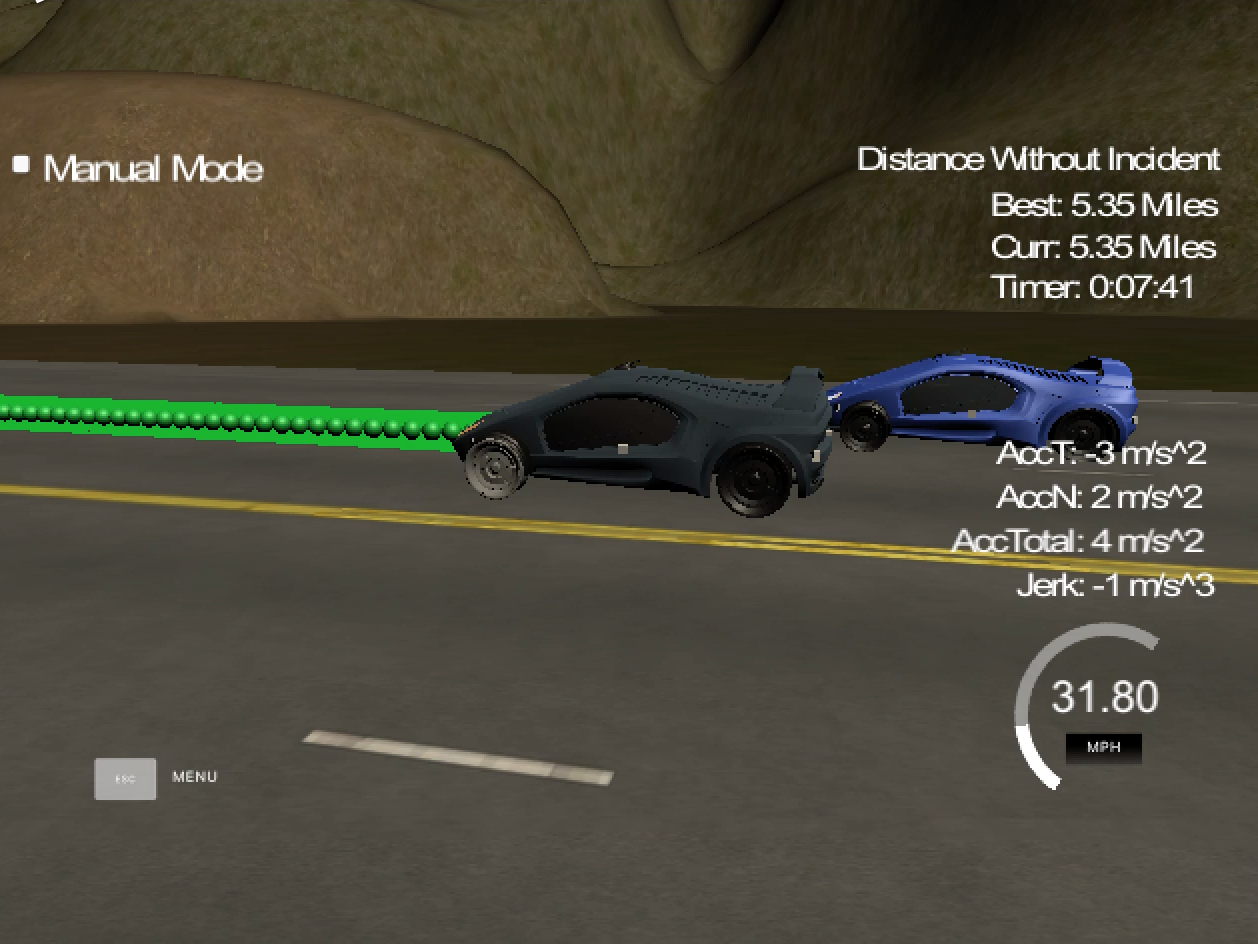 Manual Mode
Distance Without Incident
Best: 5.35 Miles
Curr: 5.35 Miles
Timer: 0:07:41
AccT: -3 m/s^2
AccN: 2 m/s^2
AccTotal: 4 m/s^2
Jerk: -1 m/s^3
31.80
MPH
ESC MENU